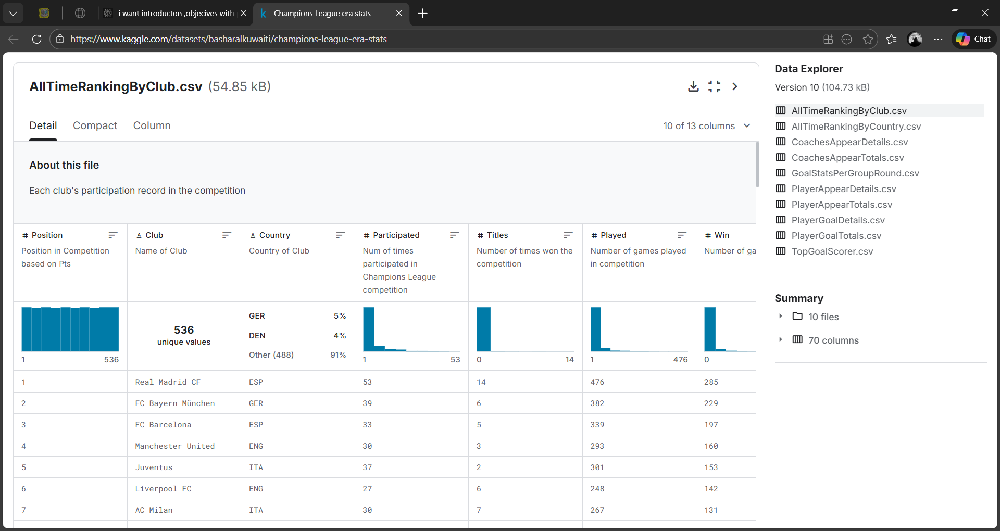 i want introducton ,objecives with
Champions League era stats
https://www.kaggle.com/datasets/basharalkuwaiti/champions-league-era-stats
Chat
AllTimeRankingByClub.csv (54.85 kB)
Detail Compact Column
10 of 13 columns
About this file
Each club's participation record in the competition
# Position
Position in Competition
based on Pts
Club
Name of Club
Country
Country of Club
# Participated
Num of times
participated in
Champions League
competition
# Titles
Number of times won the
competition
# Played
Number of games played
in competition
# Win
Number of ga
1 536
536
unique values
GER 5%
DEN 4%
Other (488) 91%
1 53
0 14
1 476
0
1 Real Madrid CF ESP 53 14 476 285
2 FC Bayern München GER 39 6 382 229
3 FC Barcelona ESP 33 5 339 197
4 Manchester United ENG 30 3 293 160
5 Juventus ITA 37 2 301 153
6 Liverpool FC ENG 27 6 248 142
7 AC Milan ITA 30 7 267 131
Data Explorer
Version 10 (104.73 kB)
AllTimeRankingByClub.csv
AllTimeRankingByCountry.csv
CoachesAppearDetails.csv
CoachesAppearTotals.csv
GoalStatsPerGroupRound.csv
PlayerAppearDetails.csv
PlayerAppearTotals.csv
PlayerGoalDetails.csv
PlayerGoalTotals.csv
TopGoalScorer.csv
Summary
10 files
70 columns